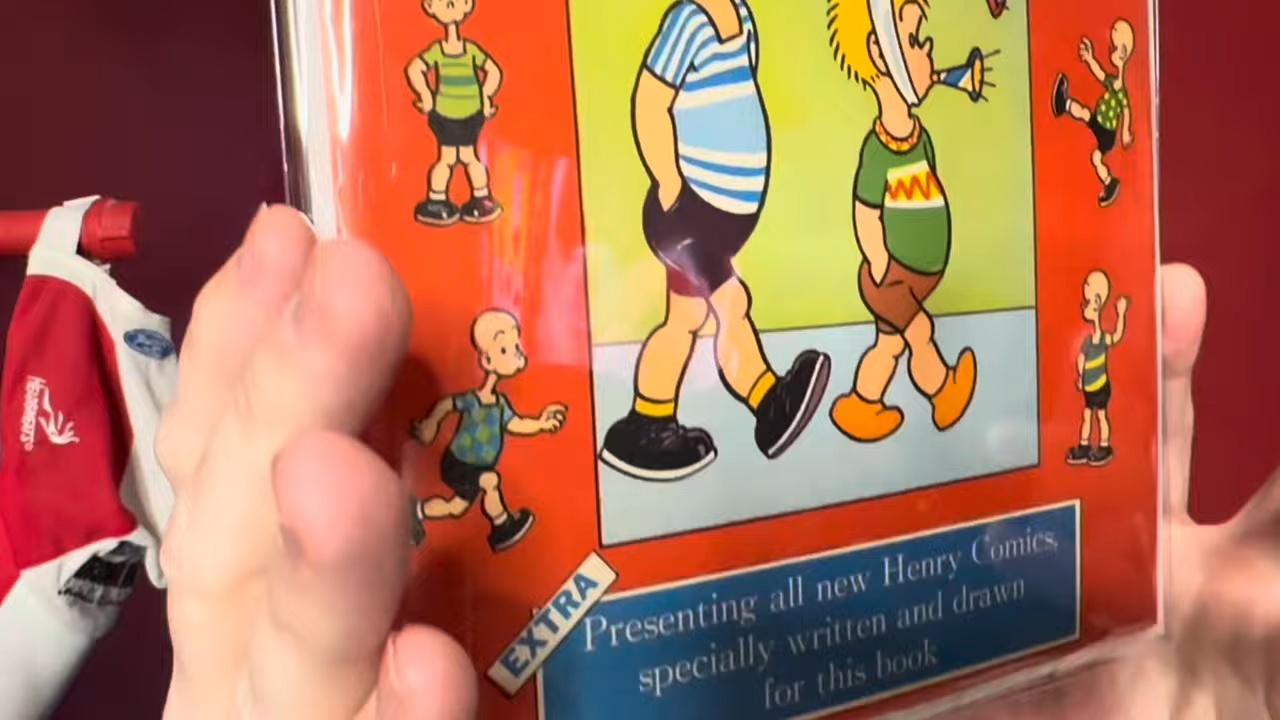 EXTRA
Presenting all new Henry Comics,
specially written and drawn
for this book